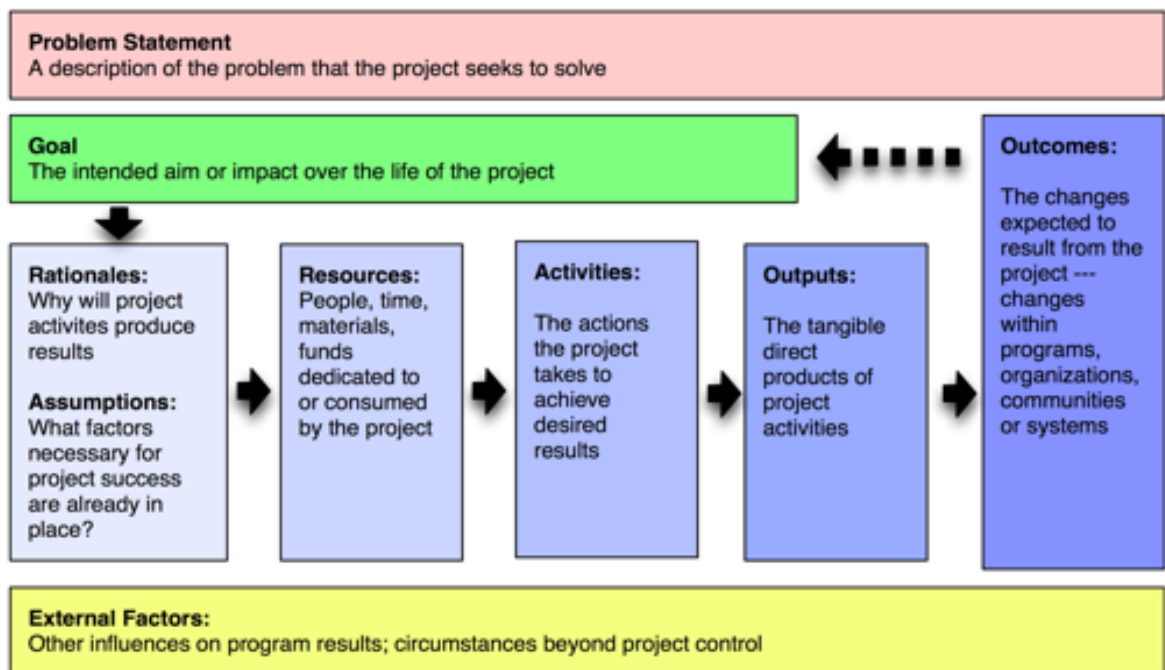 Problem Statement
A description of the problem that the project seeks to solve
Goal
The intended aim or impact over the life of the project
Rationales:
Why will project
activites produce
results
Assumptions:
What factors
necessary for
project success
are already in
place?
Resources:
People, time,
materials,
funds
dedicated to
or consumed
by the project
Activities:
The actions
the project
takes to
achieve
desired
results
Outputs:
The tangible
direct
products of
project
activities
Outcomes:
The changes
expected to
result from the
project ---
changes
within
programs,
organizations,
communities
or systems
External Factors:
Other influences on program results; circumstances beyond project control